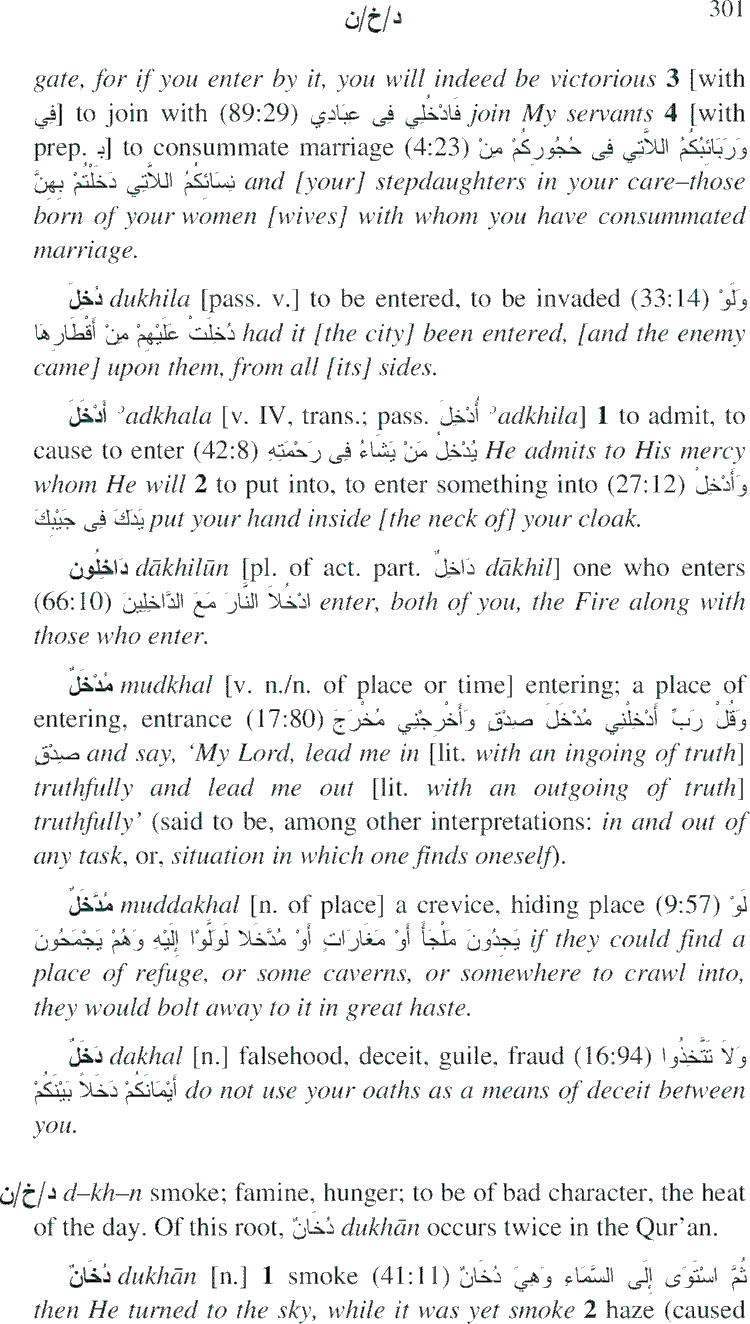 د/خ/ن 301
gate, for if you enter by it, you will indeed be victorious 3 [with
في] to join with (89:29) فَادْخُلِي فِى عِبَادِي join My servants 4 [with
prep. بِـ] to consummate marriage (4:23) وَرَبَائِبُكُمُ اللاَّتِي فِى حُجُورِكُمْ مِنْ
نِسَائِكُمُ اللاَّتِي دَخَلْتُمْ بِهِنَّ and [your] stepdaughters in your care–those
born of your women [wives] with whom you have consummated
marriage.
دُخِلَ dukhila [pass. v.] to be entered, to be invaded (33:14) وَلَوْ
دُخِلَتْ عَلَيْهِمْ مِنْ أَقْطَارِهَا had it [the city] been entered, [and the enemy
came] upon them, from all [its] sides.
أَدْخَلَ ʾadkhala [v. IV, trans.; pass. أُدْخِلَ ʾadkhila] 1 to admit, to
cause to enter (42:8) يُدْخِلُ مَنْ يَشَاءُ فِى رَحْمَتِهِ He admits to His mercy
whom He will 2 to put into, to enter something into (27:12) وَأَدْخِلْ
يَدَكَ فِى جَيْبِكَ put your hand inside [the neck of] your cloak.
دَاخِلُون dākhilūn [pl. of act. part. دَاخِلٌ dākhil] one who enters
(66:10) ادْخُلاَ النَّارَ مَعَ الدَّاخِلِينَ enter, both of you, the Fire along with
those who enter.
مُدْخَلٌ mudkhal [v. n./n. of place or time] entering; a place of
entering, entrance (17:80) وَقُلْ رَبِّ أَدْخِلْنِي مُدْخَلَ صِدْقٍ وَأَخْرِجْنِي مُخْرَجَ
صِدْقٍ and say, ‘My Lord, lead me in [lit. with an ingoing of truth]
truthfully and lead me out [lit. with an outgoing of truth]
truthfully’ (said to be, among other interpretations: in and out of
any task, or, situation in which one finds oneself).
مُدَّخَلٌ muddakhal [n. of place] a crevice, hiding place (9:57) لَوْ
يَجِدُونَ مَلْجَأً أَوْ مَغَارَاتٍ أَوْ مُدَّخَلا لَوَلَّوْا إِلَيْهِ وَهُمْ يَجْمَحُونَ if they could find a
place of refuge, or some caverns, or somewhere to crawl into,
they would bolt away to it in great haste.
دَخَلٌ dakhal [n.] falsehood, deceit, guile, fraud (16:94) وَلاَ تَتَّخِذُوا
أَيْمَانَكُمْ دَخَلاً بَيْنَكُمْ do not use your oaths as a means of deceit between
you.
د/خ/ن d–kh–n smoke; famine, hunger; to be of bad character, the heat
of the day. Of this root, دُخَانٌ dukhān occurs twice in the Qur’an.
دُخَانٌ dukhān [n.] 1 smoke (41:11) ثُمَّ اسْتَوَى إِلَى السَّمَاءِ وَهِيَ دُخَانٌ
then He turned to the sky, while it was yet smoke 2 haze (caused